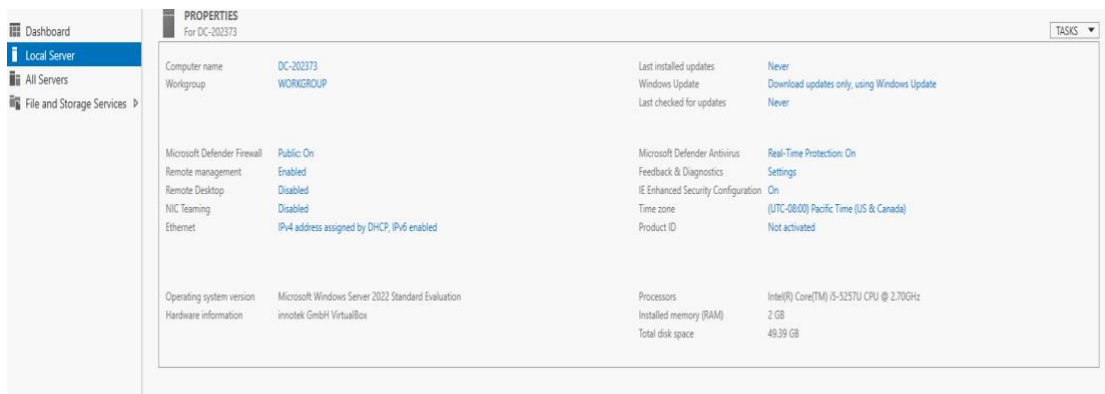 PROPERTIES
For DC-202373
TASKS
Dashboard
Local Server
All Servers
File and Storage Services
Computer name DC-202373
Workgroup WORKGROUP
Last installed updates Never
Windows Update Download updates only, using Windows Update
Last checked for updates Never
Microsoft Defender Firewall Public: On
Remote management Enabled
Remote Desktop Disabled
NIC Teaming Disabled
Ethernet IPv4 address assigned by DHCP, IPv6 enabled
Microsoft Defender Antivirus Real-Time Protection: On
Feedback & Diagnostics Settings
IE Enhanced Security Configuration On
Time zone (UTC-08:00) Pacific Time (US & Canada)
Product ID Not activated
Operating system version Microsoft Windows Server 2022 Standard Evaluation
Hardware information innotek GmbH VirtualBox
Processors Intel(R) Core(TM) i5-5257U CPU @ 2.70GHz
Installed memory (RAM) 2 GB
Total disk space 49.39 GB